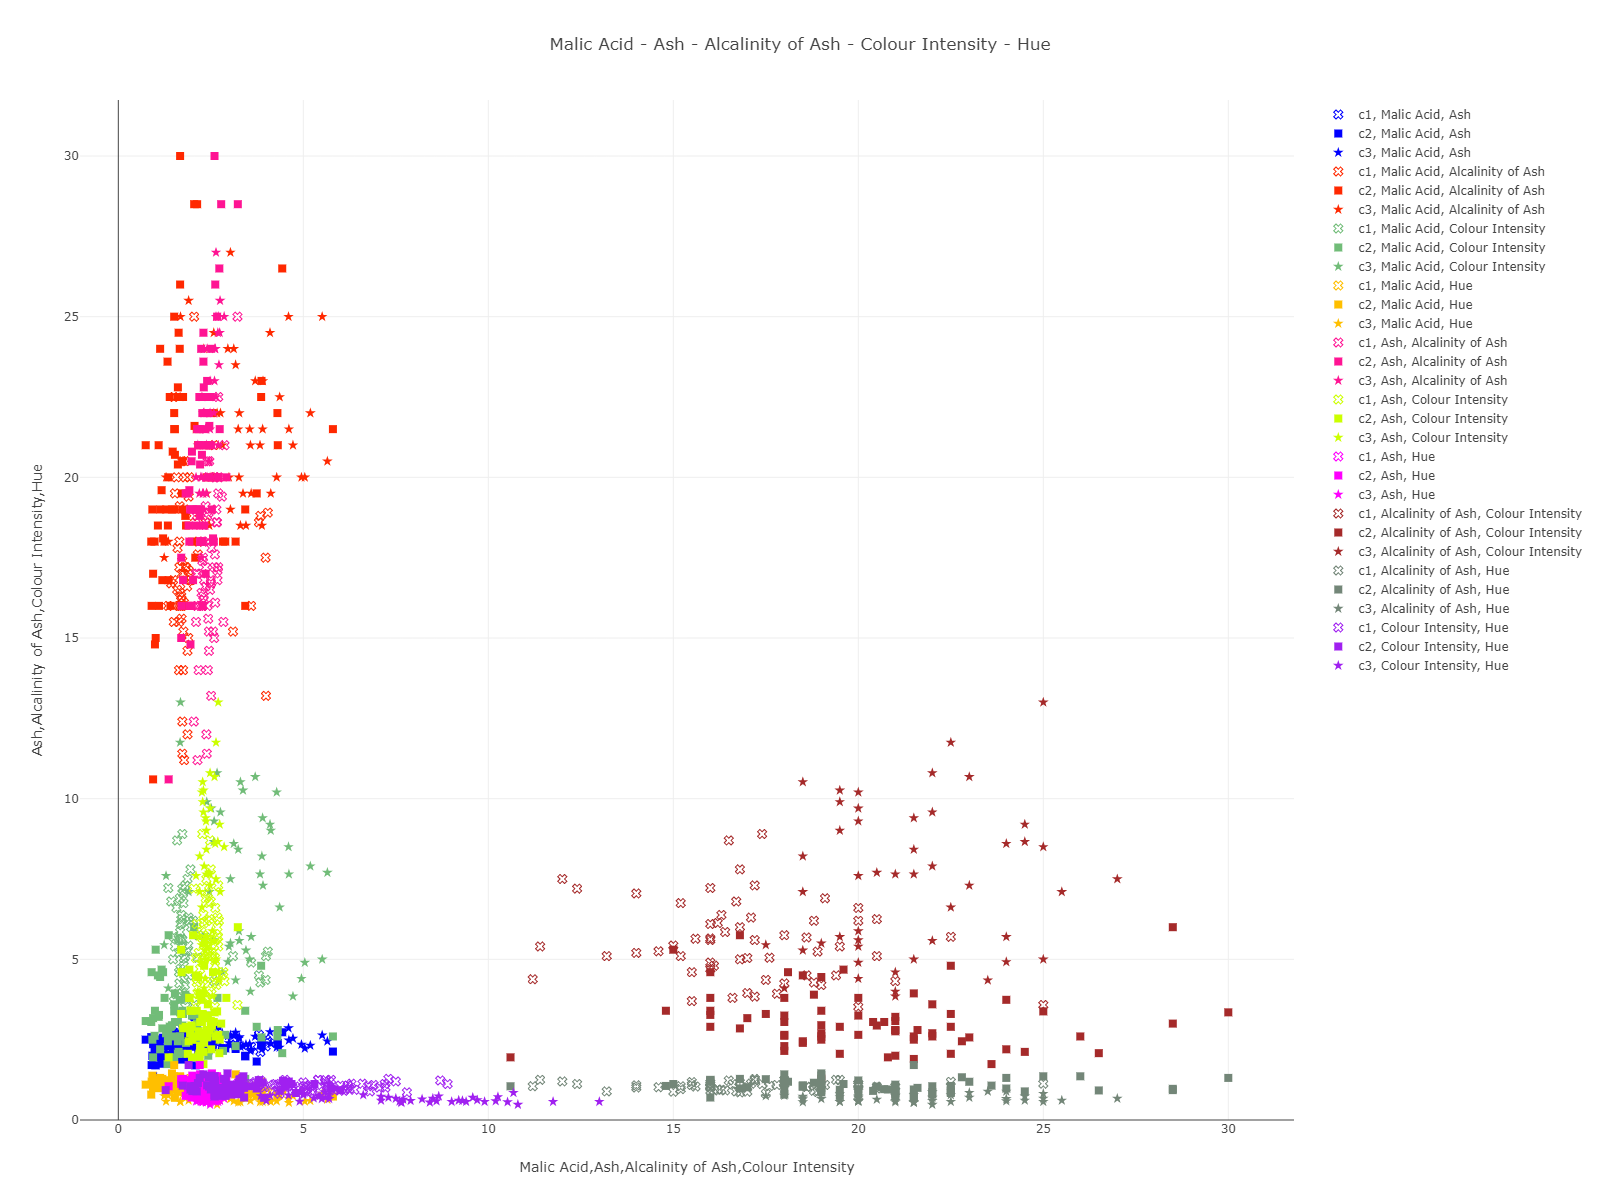 Malic Acid - Ash - Alcalinity of Ash - Colour Intensity - Hue
c1, Malic Acid, Ash
c2, Malic Acid, Ash
c3, Malic Acid, Ash
c1, Malic Acid, Alcalinity of Ash
c2, Malic Acid, Alcalinity of Ash
c3, Malic Acid, Alcalinity of Ash
c1, Malic Acid, Colour Intensity
c2, Malic Acid, Colour Intensity
c3, Malic Acid, Colour Intensity
c1, Malic Acid, Hue
c2, Malic Acid, Hue
c3, Malic Acid, Hue
c1, Ash, Alcalinity of Ash
c2, Ash, Alcalinity of Ash
c3, Ash, Alcalinity of Ash
c1, Ash, Colour Intensity
c2, Ash, Colour Intensity
c3, Ash, Colour Intensity
c1, Ash, Hue
c2, Ash, Hue
c3, Ash, Hue
c1, Alcalinity of Ash, Colour Intensity
c2, Alcalinity of Ash, Colour Intensity
c3, Alcalinity of Ash, Colour Intensity
c1, Alcalinity of Ash, Hue
c2, Alcalinity of Ash, Hue
c3, Alcalinity of Ash, Hue
c1, Colour Intensity, Hue
c2, Colour Intensity, Hue
c3, Colour Intensity, Hue
Ash,Alcalinity of Ash,Colour Intensity,Hue
30
25
20
15
10
5
0
0 5 10 15 20 25 30
Malic Acid,Ash,Alcalinity of Ash,Colour Intensity